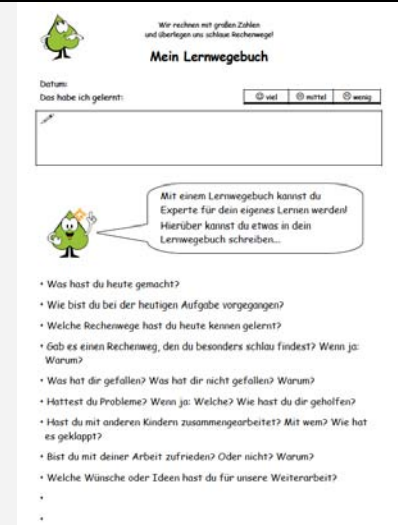 Wir rechnen mit großen Zahlen
und überlegen uns schlaue Rechenwege!
Mein Lernwegebuch
Datum:
Das habe ich gelernt:
☺ viel
😐 mittel
☹ wenig
Mit einem Lernwegebuch kannst du
Experte für dein eigenes Lernen werden!
Hierüber kannst du etwas in dein
Lernwegebuch schreiben...
• Was hast du heute gemacht?
• Wie bist du bei der heutigen Aufgabe vorgegangen?
• Welche Rechenwege hast du heute kennen gelernt?
• Gab es einen Rechenweg, den du besonders schlau findest? Wenn ja:
Warum?
• Was hat dir gefallen? Was hat dir nicht gefallen? Warum?
• Hattest du Probleme? Wenn ja: Welche? Wie hast du dir geholfen?
• Hast du mit anderen Kindern zusammengearbeitet? Mit wem? Wie hat
es geklappt?
• Bist du mit deiner Arbeit zufrieden? Oder nicht? Warum?
• Welche Wünsche oder Ideen hast du für unsere Weiterarbeit?
•
•